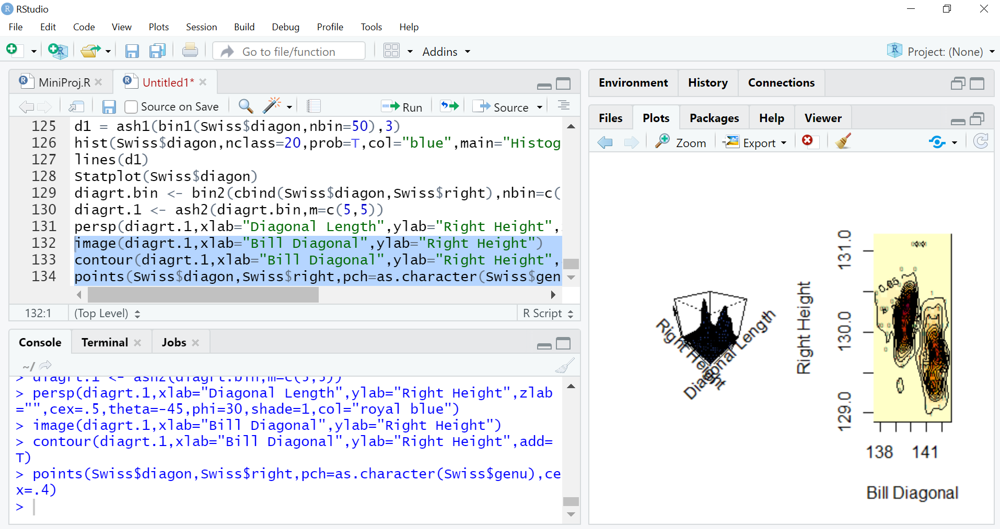 RStudio
File Edit Code View Plots Session Build Debug Profile Tools Help
Go to file/function Addins Project: (None)
MiniProj.R Untitled1*
Source on Save Run Source
125 d1 = ash1(bin1(Swiss$diagon,nbin=50),3)
126 hist(Swiss$diagon,nclass=20,prob=T,col="blue",main="Histog
127 lines(d1)
128 Statplot(Swiss$diagon)
129 diagrt.bin <- bin2(cbind(Swiss$diagon,Swiss$right),nbin=c(
130 diagrt.1 <- ash2(diagrt.bin,m=c(5,5))
131 persp(diagrt.1,xlab="Diagonal Length",ylab="Right Height",
132 image(diagrt.1,xlab="Bill Diagonal",ylab="Right Height")
133 contour(diagrt.1,xlab="Bill Diagonal",ylab="Right Height",
134 points(Swiss$diagon,Swiss$right,pch=as.character(Swiss$gen
132:1 (Top Level) R Script
Console Terminal Jobs
~/
> diagrt.1 <- ash2(diagrt.bin,m=c(5,5))
> persp(diagrt.1,xlab="Diagonal Length",ylab="Right Height",zlab
="",cex=.5,theta=-45,phi=30,shade=1,col="royal blue")
> image(diagrt.1,xlab="Bill Diagonal",ylab="Right Height")
> contour(diagrt.1,xlab="Bill Diagonal",ylab="Right Height",add=
T)
> points(Swiss$diagon,Swiss$right,pch=as.character(Swiss$genu),ce
x=.4)
>
Environment History Connections
Files Plots Packages Help Viewer
Zoom Export
Right Height
Diagonal Length
Right Height
131.0
130.0
129.0
0.05
138 141
Bill Diagonal